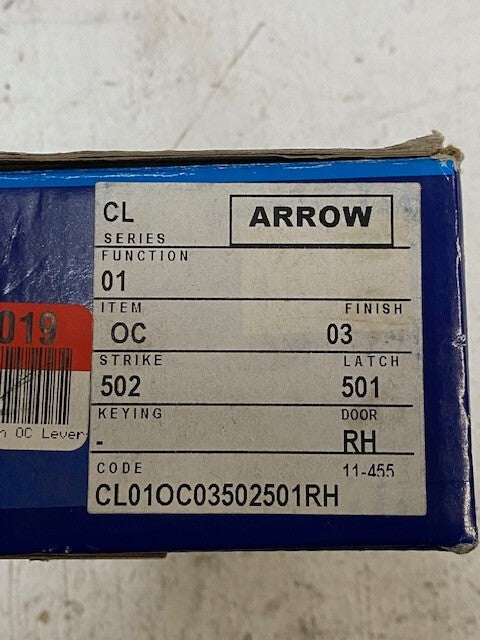 CL
ARROW
SERIES
FUNCTION
01
ITEM FINISH
OC 03
STRIKE LATCH
502 501
KEYING DOOR
- RH
CODE 11-455
CL01OC03502501RH
019
OC Lever